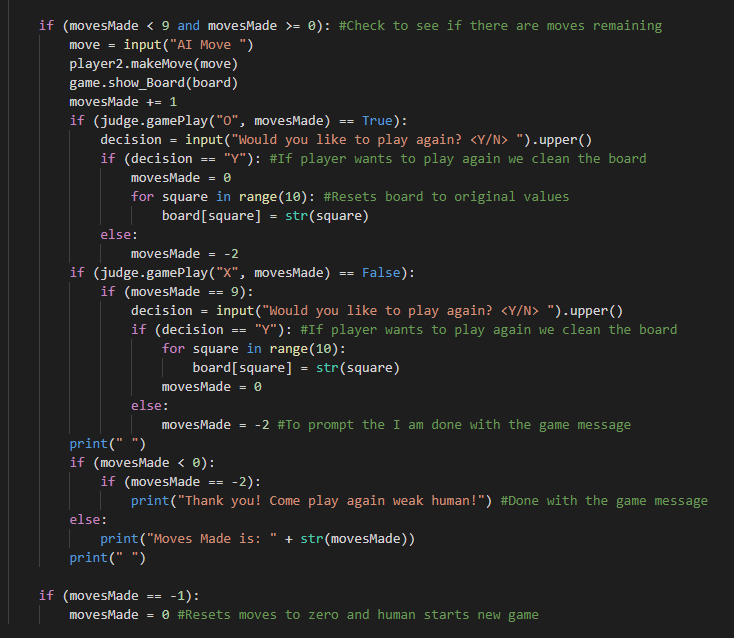 if (movesMade < 9 and movesMade >= 0): #Check to see if there are moves remaining
    move = input("AI Move ")
    player2.makeMove(move)
    game.show_Board(board)
    movesMade += 1
    if (judge.gamePlay("O", movesMade) == True):
        decision = input("Would you like to play again? <Y/N> ").upper()
        if (decision == "Y"): #If player wants to play again we clean the board
            movesMade = 0
            for square in range(10): #Resets board to original values
                board[square] = str(square)
        else:
            movesMade = -2
    if (judge.gamePlay("X", movesMade) == False):
        if (movesMade == 9):
            decision = input("Would you like to play again? <Y/N> ").upper()
            if (decision == "Y"): #If player wants to play again we clean the board
                for square in range(10):
                    board[square] = str(square)
                movesMade = 0
            else:
                movesMade = -2 #To prompt the I am done with the game message
    print(" ")
    if (movesMade < 0):
        if (movesMade == -2):
            print("Thank you! Come play again weak human!") #Done with the game message
    else:
        print("Moves Made is: " + str(movesMade))
    print(" ")

if (movesMade == -1):
    movesMade = 0 #Resets moves to zero and human starts new game